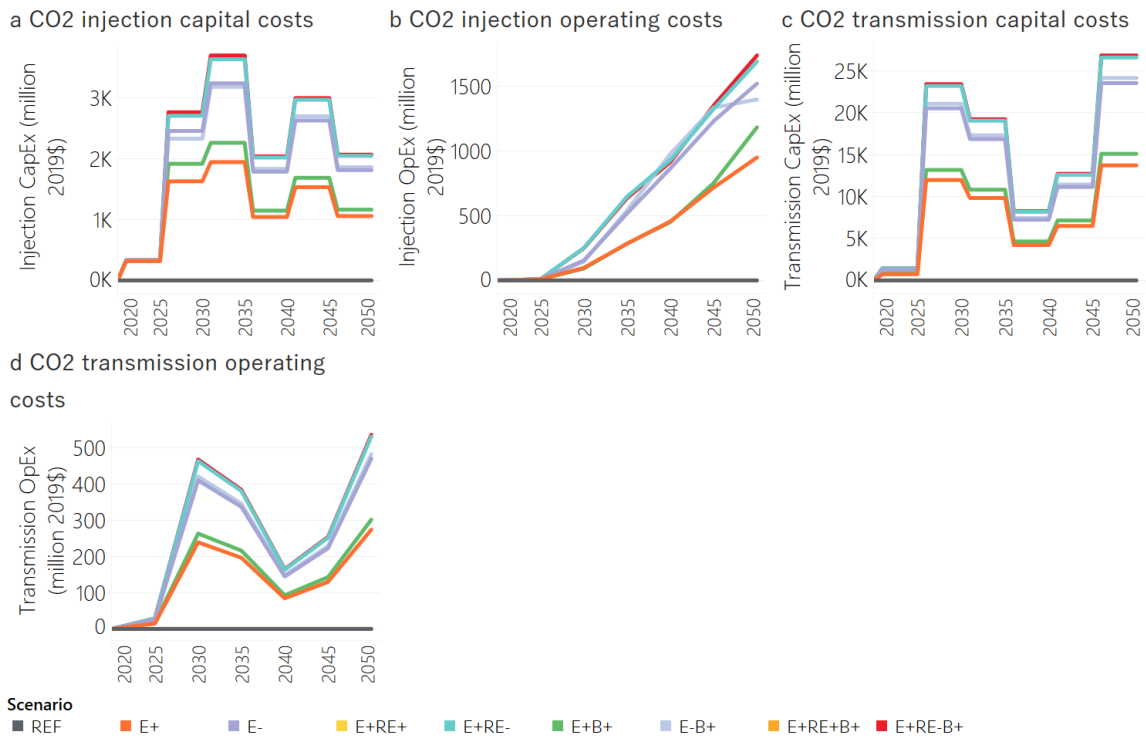 a CO2 injection capital costs
Injection CapEx (million
2019$)
3K
2K
1K
0K
2020
2025
2030
2035
2040
2045
2050
b CO2 injection operating costs
Injection OpEx (million
2019$)
1500
1000
500
0
2020
2025
2030
2035
2040
2045
2050
c CO2 transmission capital costs
Transmission CapEx (million
2019$)
25K
20K
15K
10K
5K
0K
2020
2025
2030
2035
2040
2045
2050
d CO2 transmission operating
costs
Transmission OpEx
(million 2019$)
500
400
300
200
100
0
2020
2025
2030
2035
2040
2045
2050
Scenario
REF E+ E- E+RE+ E+RE- E+B+ E-B+ E+RE+B+ E+RE-B+